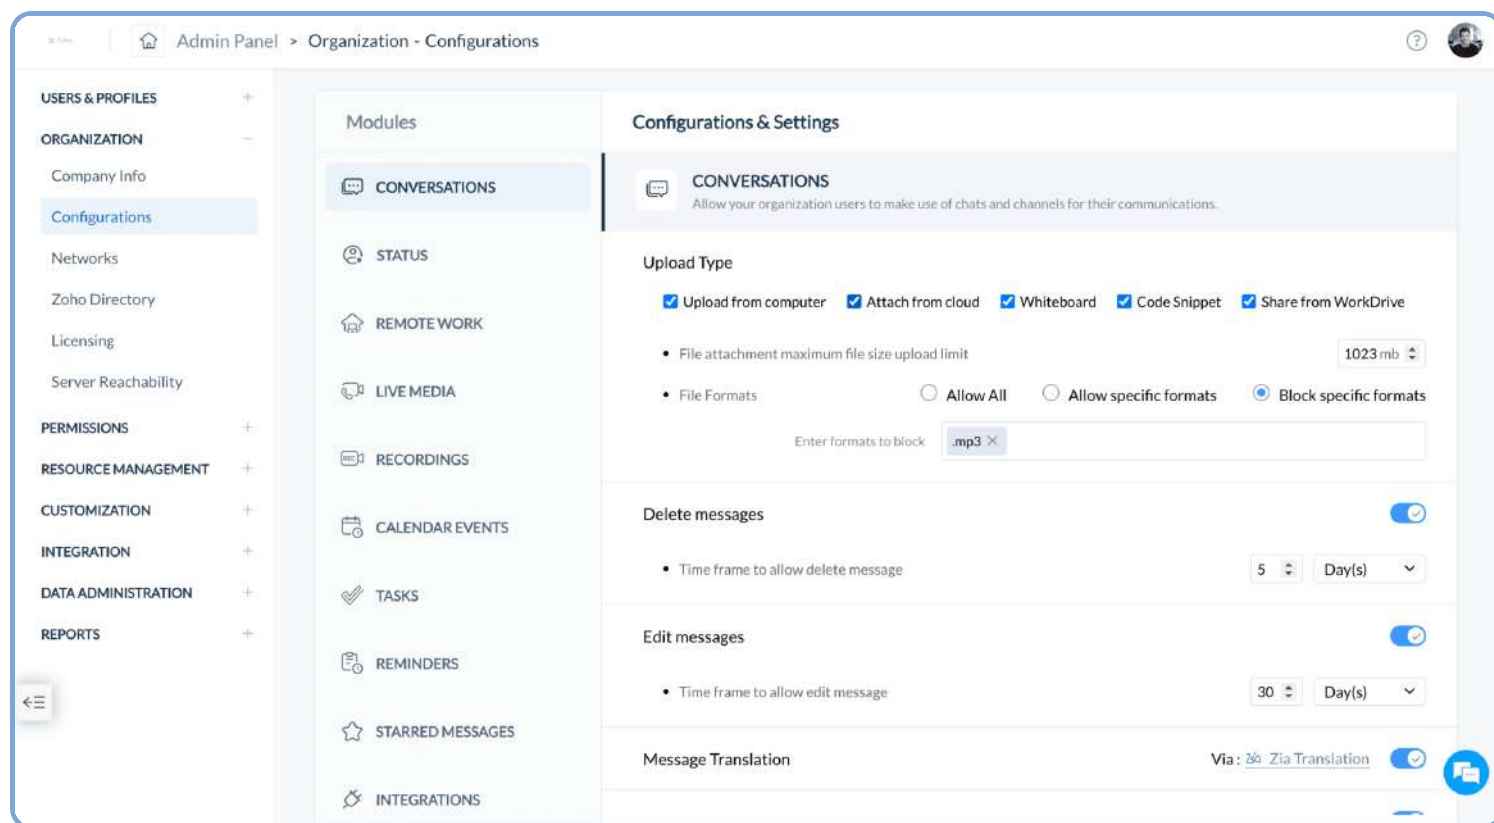 Admin Panel > Organization - Configurations
USERS & PROFILES
ORGANIZATION
Company Info
Configurations
Networks
Zoho Directory
Licensing
Server Reachability
PERMISSIONS
RESOURCE MANAGEMENT
CUSTOMIZATION
INTEGRATION
DATA ADMINISTRATION
REPORTS
Modules
CONVERSATIONS
STATUS
REMOTE WORK
LIVE MEDIA
RECORDINGS
CALENDAR EVENTS
TASKS
REMINDERS
STARRED MESSAGES
INTEGRATIONS
Configurations & Settings
CONVERSATIONS
Allow your organization users to make use of chats and channels for their communications.
Upload Type
Upload from computer Attach from cloud Whiteboard Code Snippet Share from WorkDrive
• File attachment maximum file size upload limit 1023 mb
• File Formats Allow All Allow specific formats Block specific formats
Enter formats to block .mp3
Delete messages
• Time frame to allow delete message 5 Day(s)
Edit messages
• Time frame to allow edit message 30 Day(s)
Message Translation Via : Zia Translation